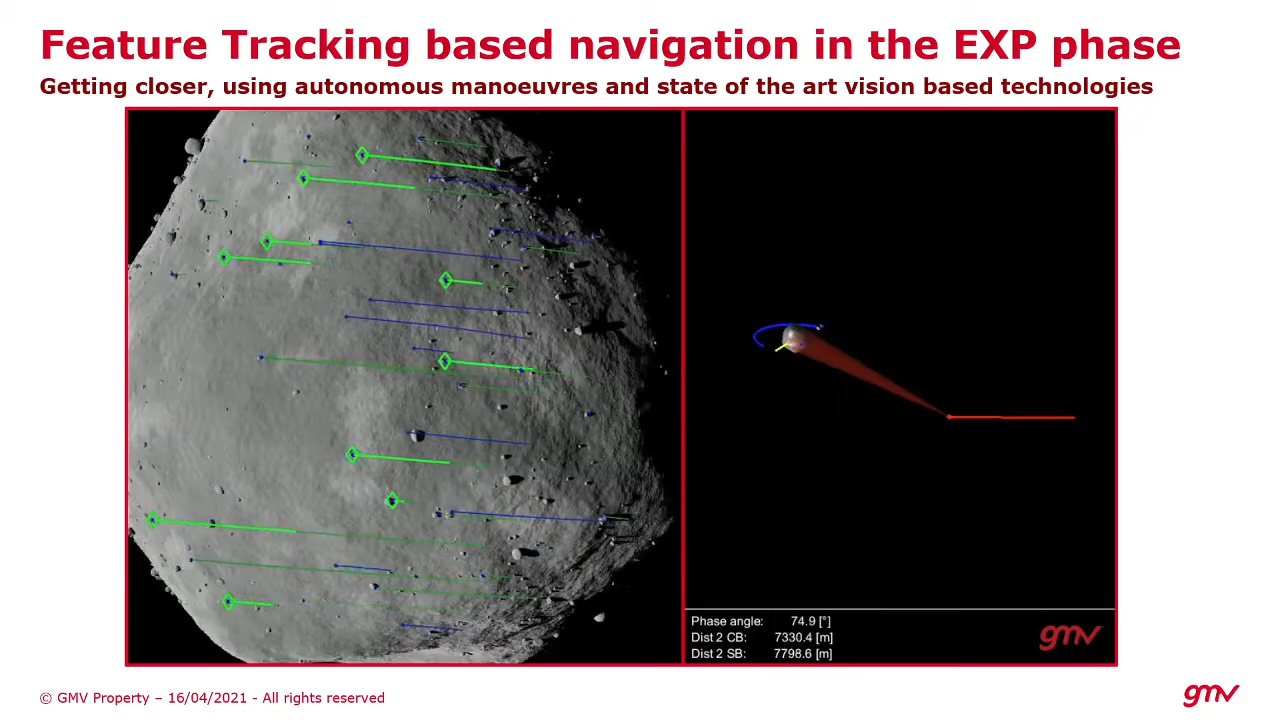 Feature Tracking based navigation in the EXP phase
Getting closer, using autonomous manoeuvres and state of the art vision based technologies
Phase angle: 74.9 [°]
Dist 2 CB: 7330.4 [m]
Dist 2 SB: 7798.6 [m]
gmv
© GMV Property – 16/04/2021 - All rights reserved
gmv